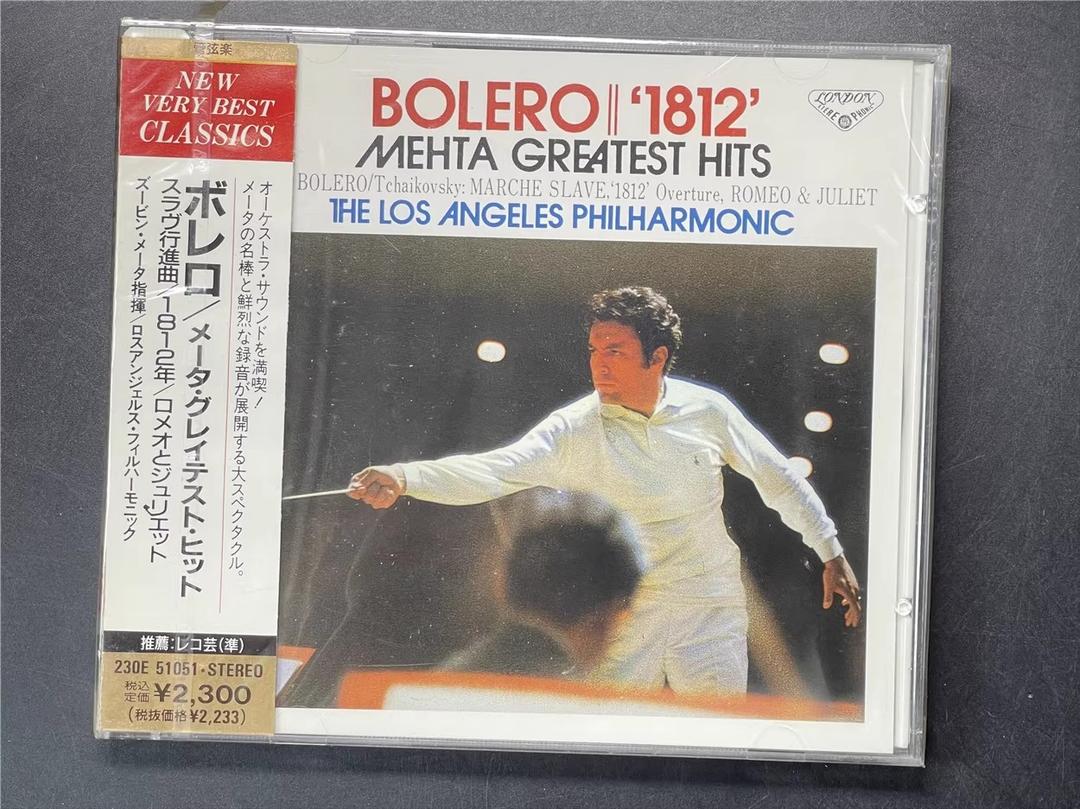 管弦楽
NEW
VERY BEST
CLASSICS
オーケストラ・サウンドを満喫!
メータの名棒と鮮烈な録音が展開する大スペクタクル。
ボレロ/メータ・グレイテスト・ヒット
スラヴ行進曲/1812年/ロメオとジュリエット
ズービン・メータ指揮/ロスアンジェルス・フィルハーモニック
推薦:レコ芸(準)
230E 51051・STEREO
税込
定価 ¥2,300
(税抜価格¥2,233)
BOLERO || ‘1812’
MEHTA GREATEST HITS
BOLERO/Tchaikovsky: MARCHE SLAVE,‘1812’ Overture, ROMEO & JULIET
THE LOS ANGELES PHILHARMONIC
LONDON
STEREO PHONIC